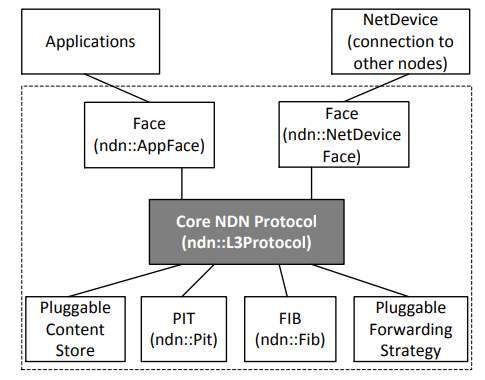 Applications
NetDevice
(connection to
other nodes)
Face
(ndn::AppFace)
Face
(ndn::NetDevice
Face)
Core NDN Protocol
(ndn::L3Protocol)
Pluggable
Content
Store
PIT
(ndn::Pit)
FIB
(ndn::Fib)
Pluggable
Forwarding
Strategy